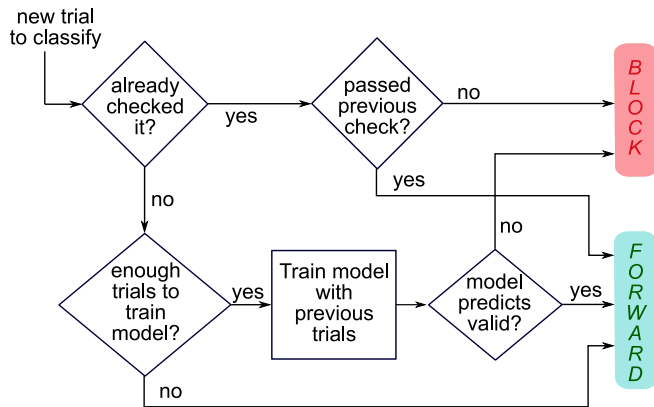 new trial
to classify
already
checked
it?
yes
passed
previous
check?
no
BLOCK
yes
no
no
enough
trials to
train
model?
yes
Train model
with
previous
trials
model
predicts
valid?
yes
FORWARD
no